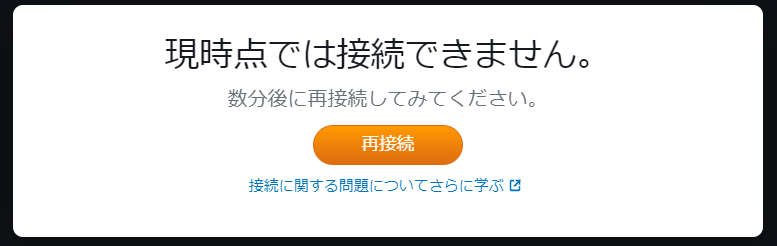 現時点では接続できません。
数分後に再接続してみてください。
再接続
接続に関する問題についてさらに学ぶ